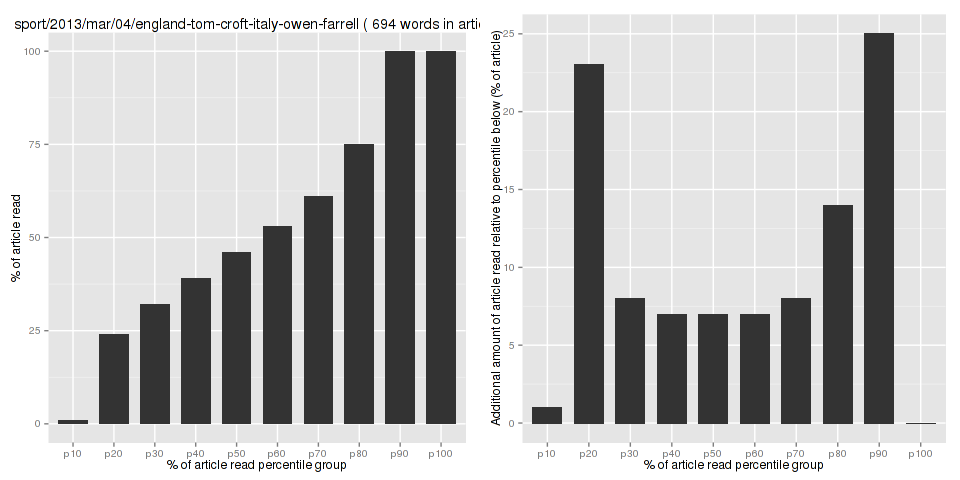 sport/2013/mar/04/england-tom-croft-italy-owen-farrell ( 694 words in arti
% of article read
100
75
50
25
0
p10 p20 p30 p40 p50 p60 p70 p80 p90 p100
% of article read percentile group
Additional amount of article read relative to percentile below (% of article)
25
20
15
10
5
0
p10 p20 p30 p40 p50 p60 p70 p80 p90 p100
% of article read percentile group